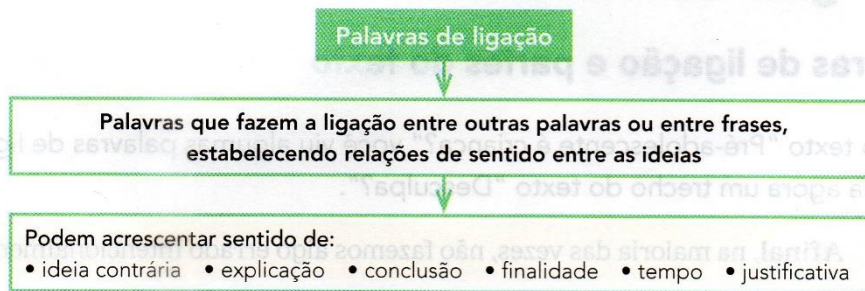 Palavras de ligação
Palavras que fazem a ligação entre outras palavras ou entre frases,
estabelecendo relações de sentido entre as ideias
Podem acrescentar sentido de:
• ideia contrária • explicação • conclusão • finalidade • tempo • justificativa